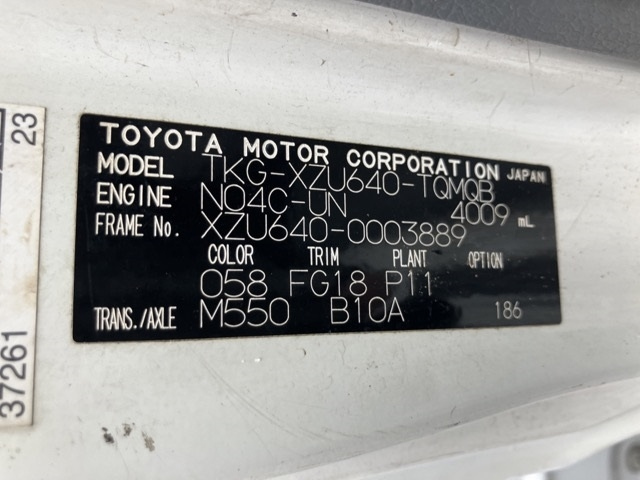 TOYOTA MOTOR CORPORATION JAPAN
MODEL TKG-XZU640-TQMQB
ENGINE N04C-UN 4009 mL
FRAME No. XZU640-0003889
COLOR TRIM PLANT OPTION
058 FG18 P11
TRANS./AXLE M550 B10A 186
37261
23